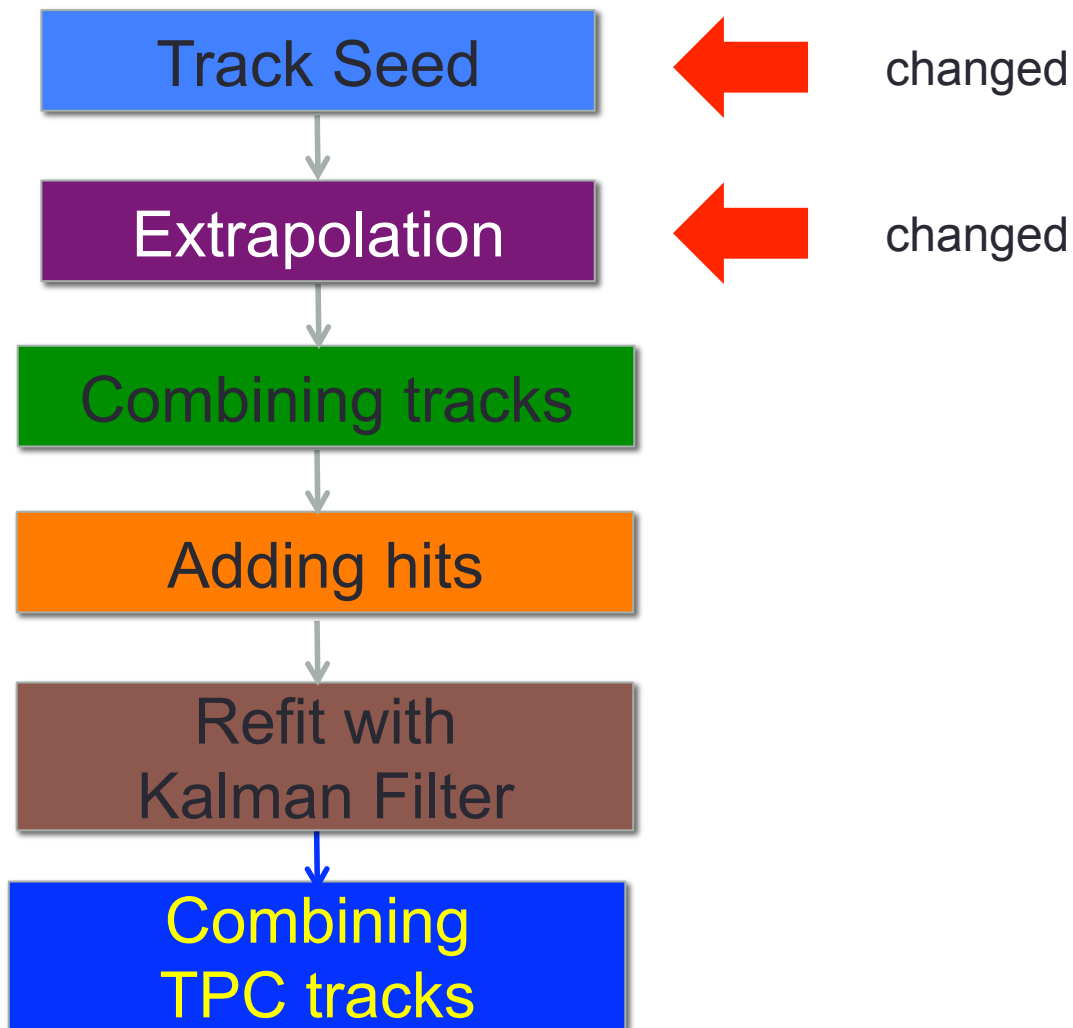 Track Seed
changed
Extrapolation
changed
Combining tracks
Adding hits
Refit with
Kalman Filter
Combining
TPC tracks